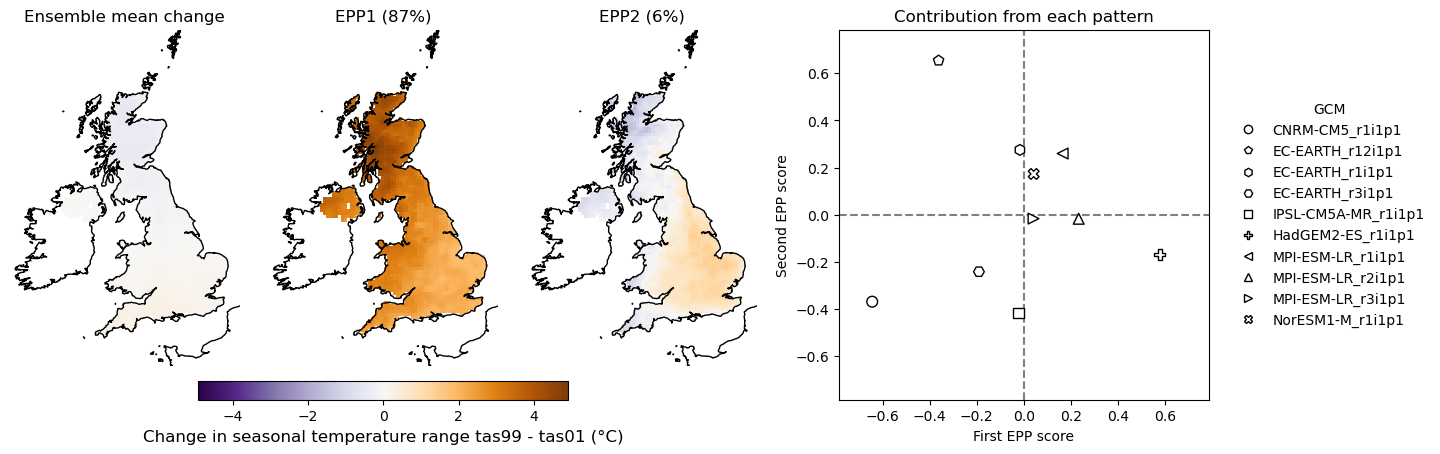 Ensemble mean change
EPP1 (87%)
EPP2 (6%)
−4
−2
0
2
4
Change in seasonal temperature range tas99 - tas01 (°C)
Contribution from each pattern
Second EPP score
0.6
0.4
0.2
0.0
−0.2
−0.4
−0.6
−0.6
−0.4
−0.2
0.0
0.2
0.4
0.6
First EPP score
GCM
CNRM-CM5_r1i1p1
EC-EARTH_r12i1p1
EC-EARTH_r1i1p1
EC-EARTH_r3i1p1
IPSL-CM5A-MR_r1i1p1
HadGEM2-ES_r1i1p1
MPI-ESM-LR_r1i1p1
MPI-ESM-LR_r2i1p1
MPI-ESM-LR_r3i1p1
NorESM1-M_r1i1p1